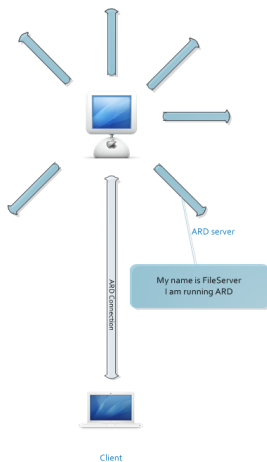 ARD server
My name is FileServer
I am running ARD
ARD Connection
Client